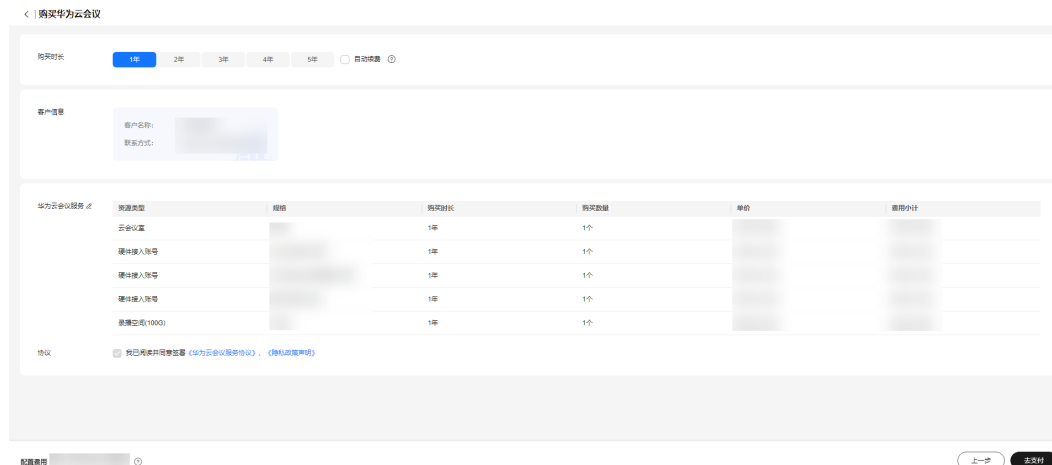 购买华为云会议
购买时长 1年 2年 3年 4年 5年 自动续费
客户信息
客户名称：
联系方式：
华为云会议服务 资源类型 规格 购买时长 购买数量 单价 费用小计
云会议室 1年 1个
硬件接入账号 1年 1个
硬件接入账号 1年 1个
硬件接入账号 1年 1个
录播空间(100G) 1年 1个
协议 我已阅读并同意签署《华为云会议服务协议》、《隐私政策声明》
配置费用 上一步 去支付